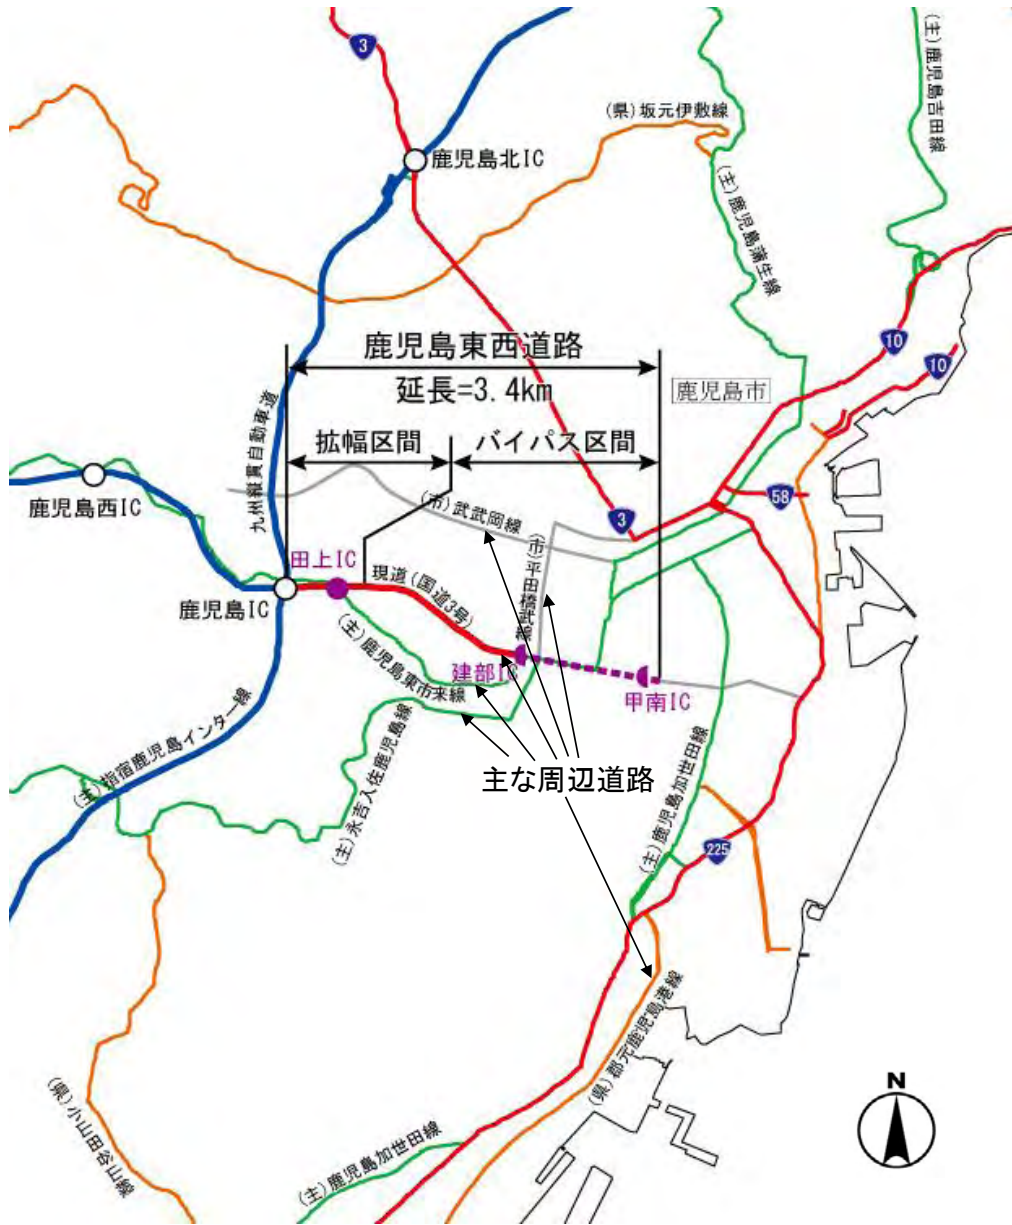 3
(主)鹿児島吉田線
(県)坂元伊敷線
鹿児島北IC
(主)鹿児島蒲生線
鹿児島東西道路
延長=3.4km
10
10
鹿児島市
拡幅区間
バイパス区間
九州縦貫自動車道
鹿児島西IC
(市)武武岡線
58
3
田上IC
鹿児島IC
現道(国道3号)
(市)平田橋武線
(主)鹿児島東市来線
建部IC
甲南IC
(主)指宿鹿児島インター線
(主)永吉入佐鹿児島線
主な周辺道路
(主)鹿児島加世田線
225
(県)郡元鹿児島港線
(県)小山田谷山線
(主)鹿児島加世田線
N